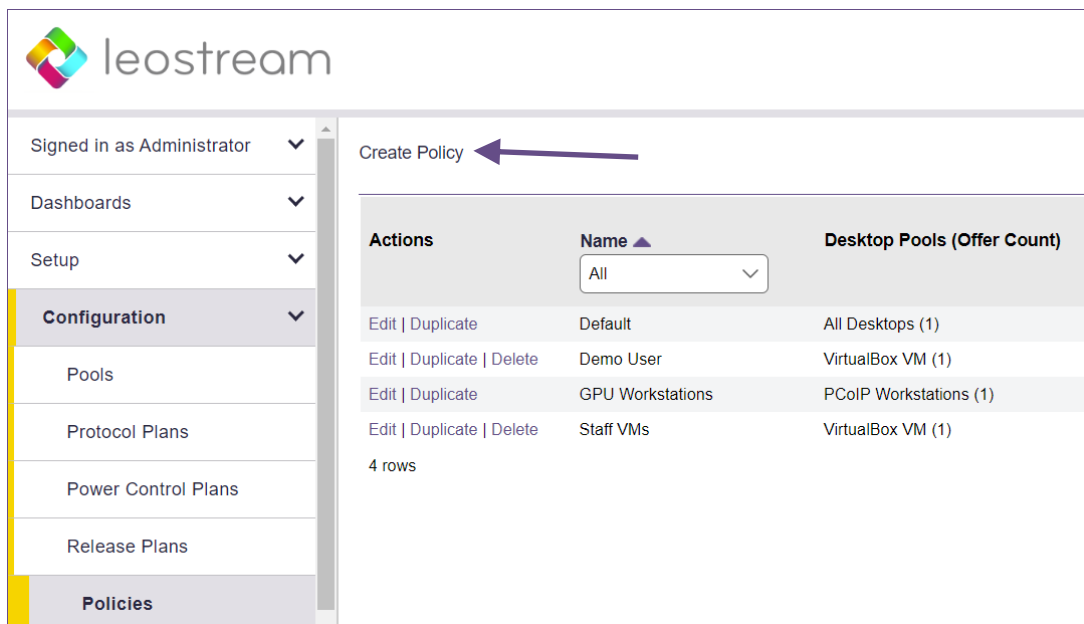 leostream
Signed in as Administrator
Dashboards
Setup
Configuration
Pools
Protocol Plans
Power Control Plans
Release Plans
Policies
Create Policy
Actions Name Desktop Pools (Offer Count)
All
Edit | Duplicate Default All Desktops (1)
Edit | Duplicate | Delete Demo User VirtualBox VM (1)
Edit | Duplicate GPU Workstations PCoIP Workstations (1)
Edit | Duplicate | Delete Staff VMs VirtualBox VM (1)
4 rows